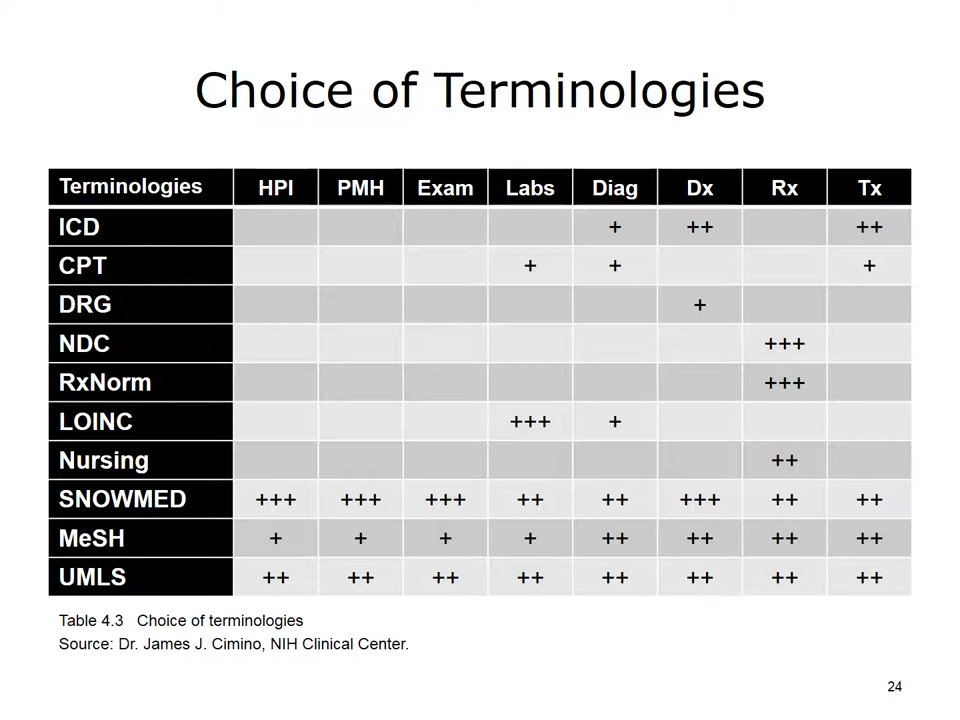 Choice of Terminologies
Terminologies HPI PMH Exam Labs Diag Dx Rx Tx
ICD + ++ ++
CPT + + +
DRG +
NDC +++
RxNorm +++
LOINC +++ +
Nursing ++
SNOWMED +++ +++ +++ ++ ++ +++ ++ ++
MeSH + + + + ++ ++ ++ ++
UMLS ++ ++ ++ ++ ++ ++ ++ ++
Table 4.3 Choice of terminologies
Source: Dr. James J. Cimino, NIH Clinical Center.
24